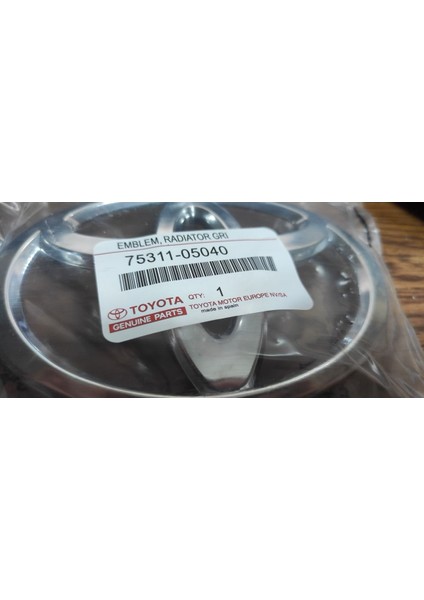 EMBLEM, RADIATOR GRI
75311-05040
TOYOTA
GENUINE PARTS
QTY: 1
TOYOTA MOTOR EUROPE NV/SA
made in spain